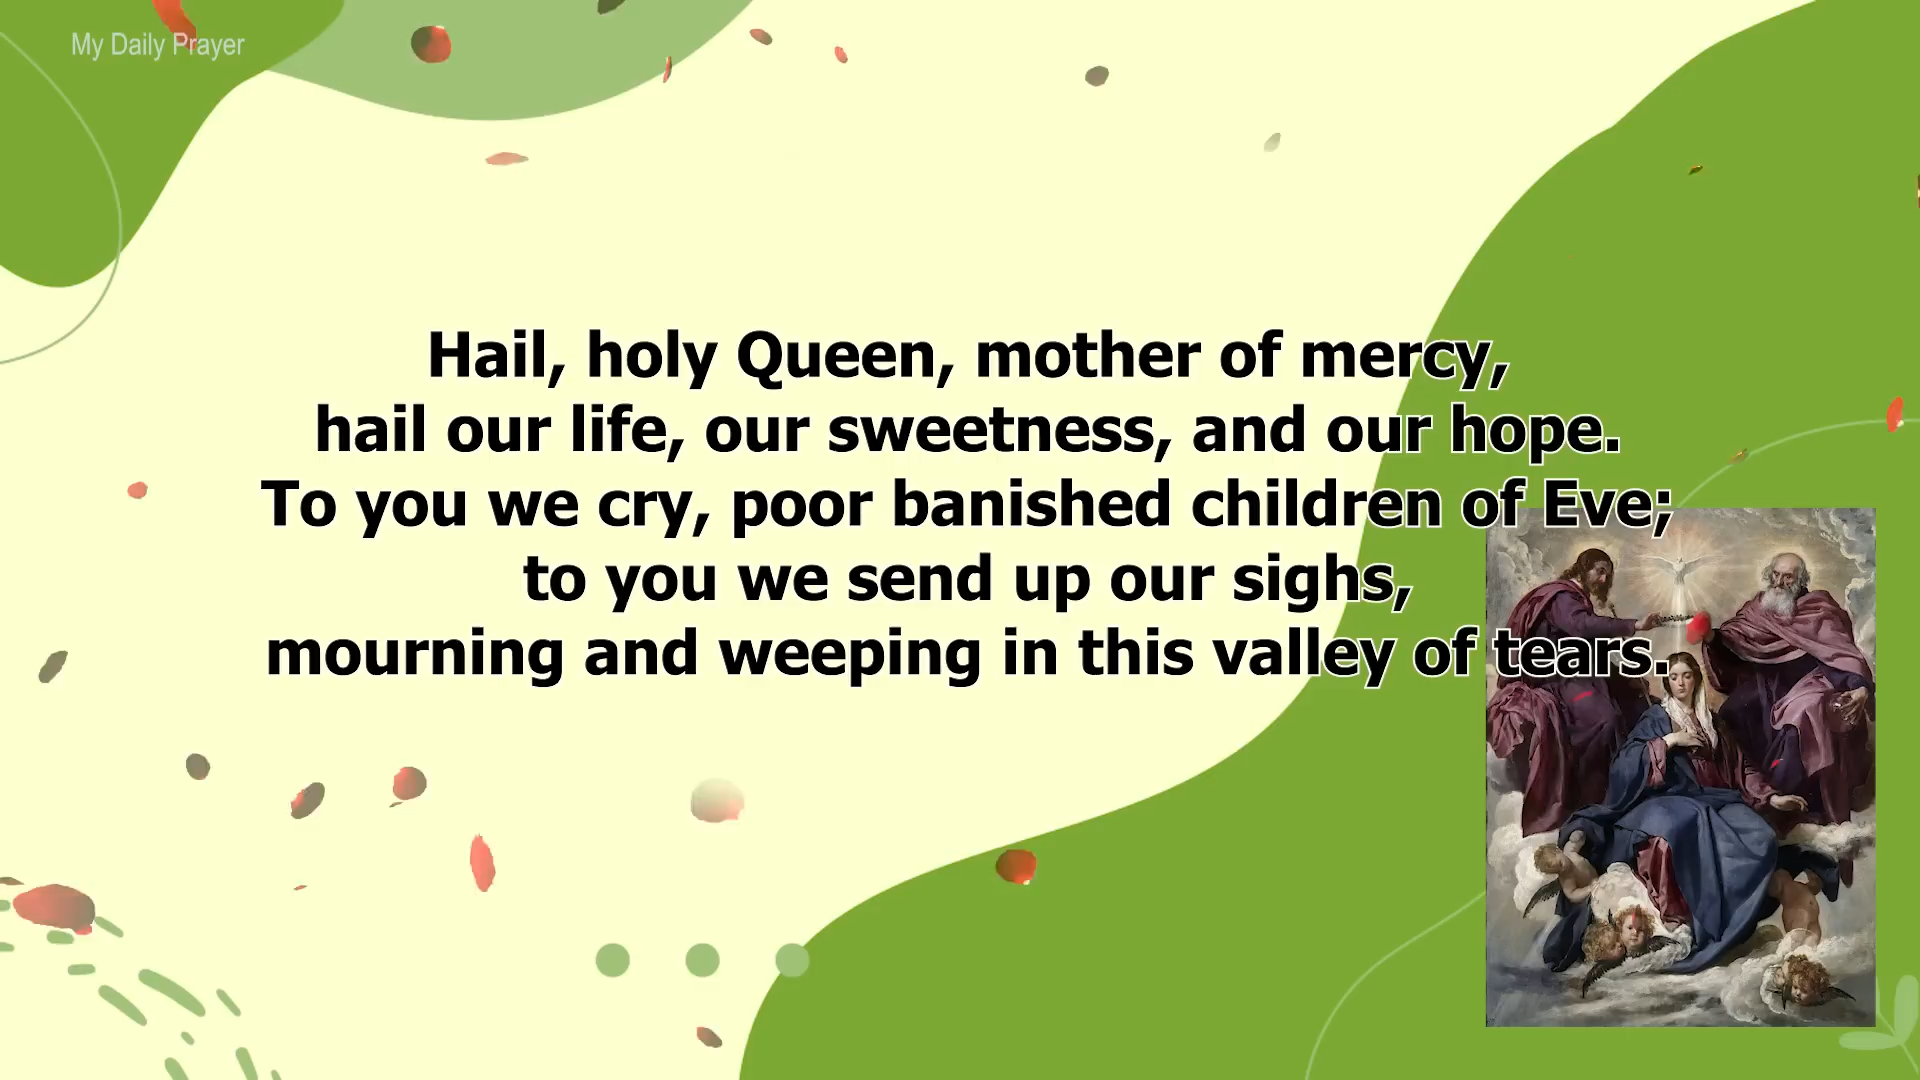 My Daily Prayer
Hail, holy Queen, mother of mercy,
hail our life, our sweetness, and our hope.
To you we cry, poor banished children of Eve;
to you we send up our sighs,
mourning and weeping in this valley of tears.